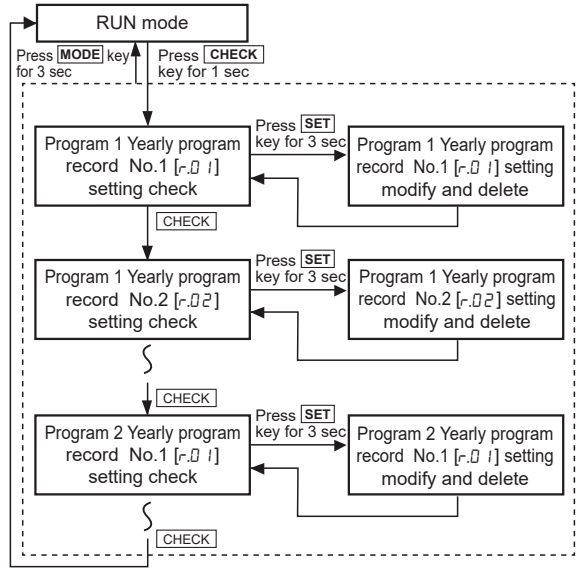 RUN mode
Press MODE key
for 3 sec
Press CHECK
key for 1 sec
Program 1 Yearly program
record No.1 [r.01]
setting check
Press SET
key for 3 sec
Program 1 Yearly program
record No.1 [r.01] setting
modify and delete
CHECK
Program 1 Yearly program
record No.2 [r.02]
setting check
Press SET
key for 3 sec
Program 1 Yearly program
record No.2 [r.02] setting
modify and delete
CHECK
Program 2 Yearly program
record No.1 [r.01]
setting check
Press SET
key for 3 sec
Program 2 Yearly program
record No.1 [r.01] setting
modify and delete
CHECK